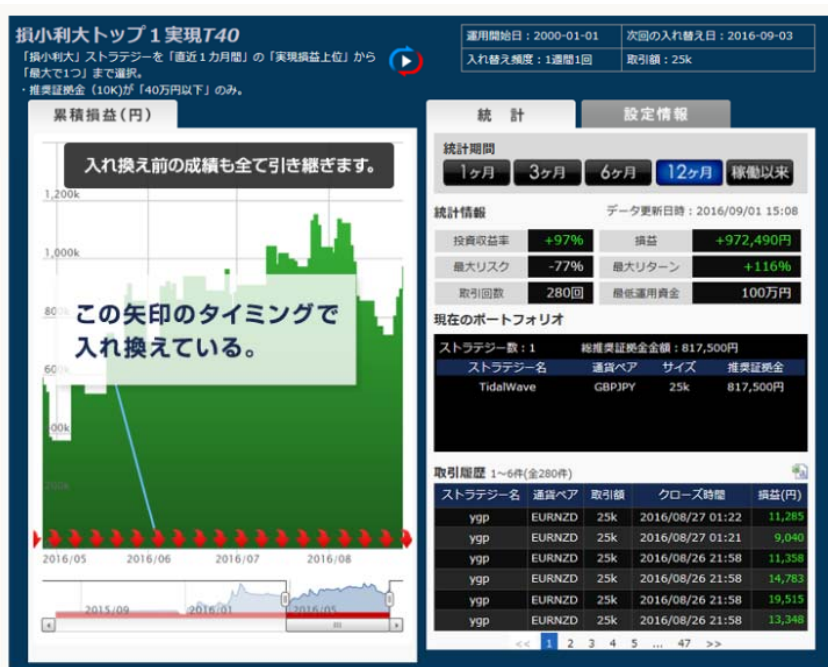 損小利大トップ1実現T40
「損小利大」ストラテジーを「直近1カ月間」の「実現損益上位」から
「最大で1つ」まで選択。
・推奨証拠金（10K)が「40万円以下」のみ。
運用開始日：2000-01-01 次回の入れ替え日：2016-09-03
入れ替え頻度：1週間1回 取引額：25k
累積損益(円)
入れ換え前の成績も全て引き継ぎます。
1,200k
1,000k
この矢印のタイミングで
入れ換えている。
2016/05 2016/06 2016/07 2016/08
2015/09 2016/01 2016/05
統 計 設定情報
統計期間
1ヶ月 3ヶ月 6ヶ月 12ヶ月 稼働以来
統計情報 データ更新日時：2016/09/01 15:08
投資収益率 +97% 損益 +972,490円
最大リスク -77% 最大リターン +116%
取引回数 280回 最低運用資金 100万円
現在のポートフォリオ
ストラテジー数：1 総推奨証拠金金額：817,500円
ストラテジー名 通貨ペア サイズ 推奨証拠金
TidalWave GBPJPY 25k 817,500円
取引履歴 1～6件(全280件)
ストラテジー名 通貨ペア 取引額 クローズ時間 損益(円)
ygp EURNZD 25k 2016/08/27 01:22 11,285
ygp EURNZD 25k 2016/08/27 01:21 9,040
ygp EURNZD 25k 2016/08/26 21:58 11,358
ygp EURNZD 25k 2016/08/26 21:58 14,783
ygp EURNZD 25k 2016/08/26 21:58 19,515
ygp EURNZD 25k 2016/08/26 21:58 13,348
<< 1 2 3 4 5 ... 47 >>